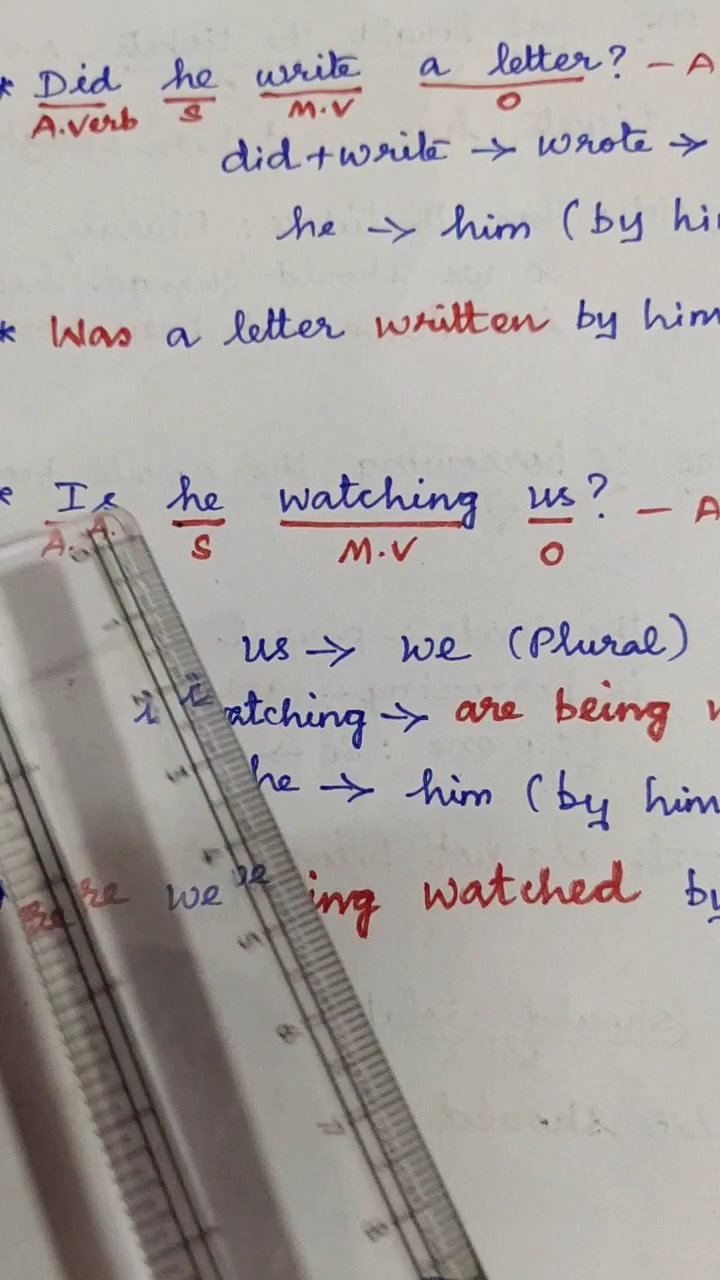 * Did he write a letter? - A
A.Verb S M.V O
did + write → wrote →
he → him (by hi
* Was a letter written by him
Is he watching us? - A
A. S M.V O
us → we (Plural)
atching → are being
he → him (by him
we ing watched by